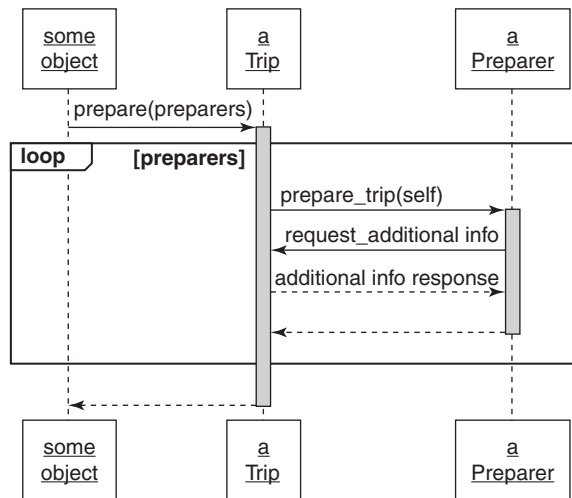 some
object
a
Trip
a
Preparer
prepare(preparers)
loop
[preparers]
prepare_trip(self)
request_additional info
additional info response
some
object
a
Trip
a
Preparer